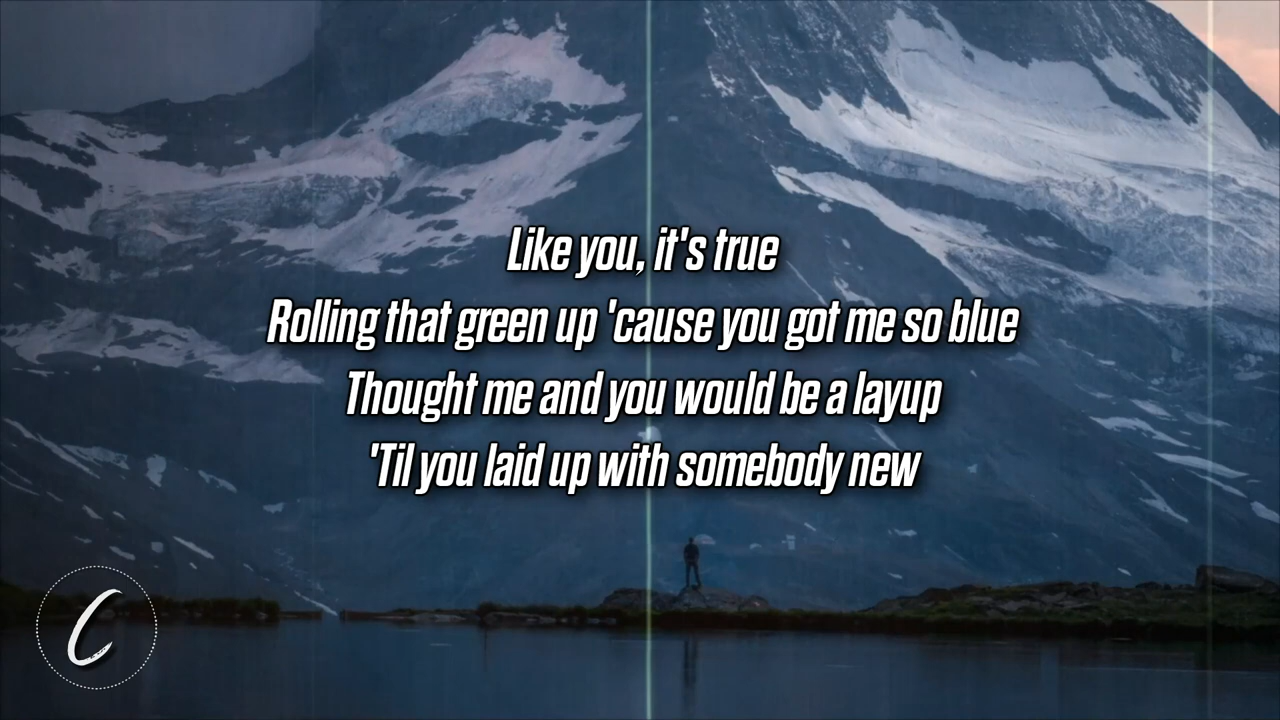 Like you, it's true
Rolling that green up 'cause you got me so blue
Thought me and you would be a layup
'Til you laid up with somebody new
C